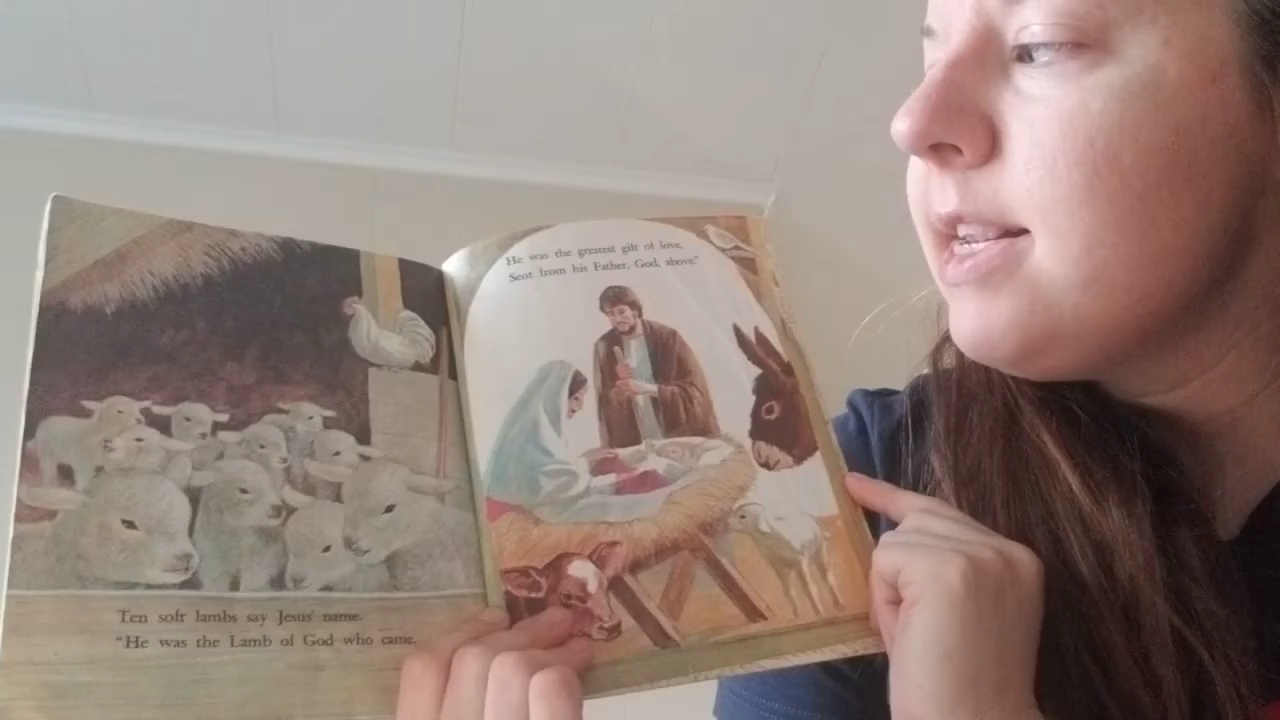 Ten soft lambs say Jesus' name.
"He was the Lamb of God who came.
He was the greatest gift of love,
Sent from his Father, God, above."